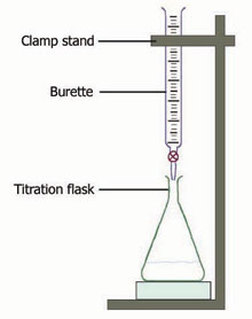 Clamp stand
Burette
Titration flask